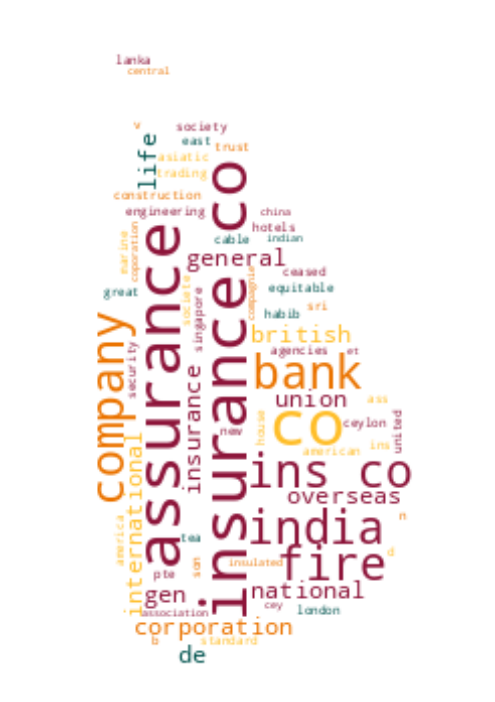 lanka
central
v
society
life
east
trust
asiatic
trading
co
construction
engineering
china
hotels
assurance
marine
coporation
cable
indian
general
compagnie
ceased
insurance
societe
great
singapore
equitable
sri
habib
company
british
security
agencies
et
bank
insurance
union
ass
co
house
ceylon
united
new
american
ins
international
ins co
overseas
america
india
n
tea
fire
d
insulated
son
pte
national
gen
cey
london
association
corporation
b
standard
de